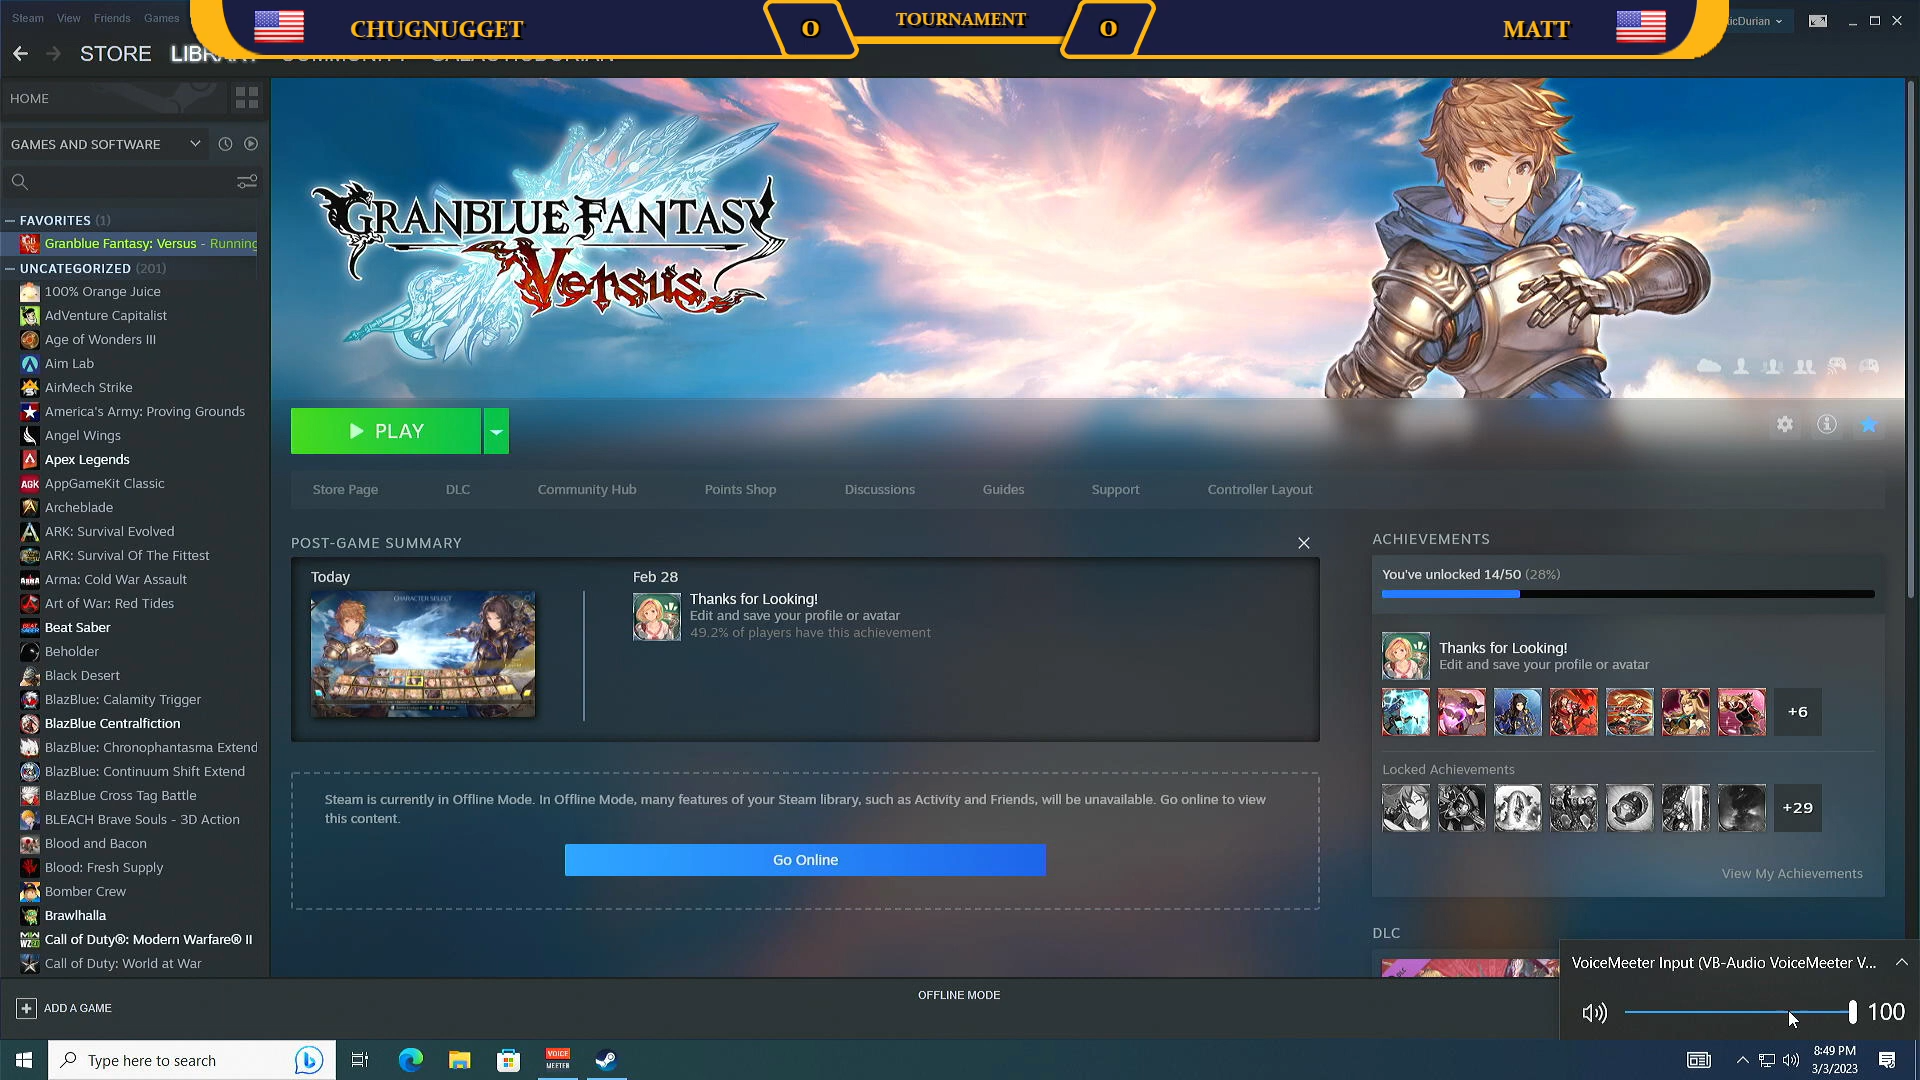 Steam View Friends Games
CHUGNUGGET
0
TOURNAMENT
0
MATT
icDurian
STORE
LIBRARY
COMMUNITY
GALACTICDURIAN
HOME
GAMES AND SOFTWARE
FAVORITES (1)
Granblue Fantasy: Versus - Running
UNCATEGORIZED (201)
100% Orange Juice
AdVenture Capitalist
Age of Wonders III
Aim Lab
AirMech Strike
America's Army: Proving Grounds
Angel Wings
Apex Legends
AppGameKit Classic
Archeblade
ARK: Survival Evolved
ARK: Survival Of The Fittest
Arma: Cold War Assault
Art of War: Red Tides
Beat Saber
Beholder
Black Desert
BlazBlue: Calamity Trigger
BlazBlue Centralfiction
BlazBlue: Chronophantasma Extend
BlazBlue: Continuum Shift Extend
BlazBlue Cross Tag Battle
BLEACH Brave Souls - 3D Action
Blood and Bacon
Blood: Fresh Supply
Bomber Crew
Brawlhalla
Call of Duty®: Modern Warfare® II
Call of Duty: World at War
ADD A GAME
GRANBLUE FANTASY
Versus
PLAY
Store Page DLC Community Hub Points Shop Discussions Guides Support Controller Layout
POST-GAME SUMMARY
Today
CHARACTER SELECT
Feb 28
Thanks for Looking!
Edit and save your profile or avatar
49.2% of players have this achievement
Steam is currently in Offline Mode. In Offline Mode, many features of your Steam library, such as Activity and Friends, will be unavailable. Go online to view
this content.
Go Online
ACHIEVEMENTS
You've unlocked 14/50 (28%)
Thanks for Looking!
Edit and save your profile or avatar
+6
Locked Achievements
+29
View My Achievements
DLC
OFFLINE MODE
VoiceMeeter Input (VB-Audio VoiceMeeter V...
100
Type here to search
VOICE
MEETER
8:49 PM
3/3/2023